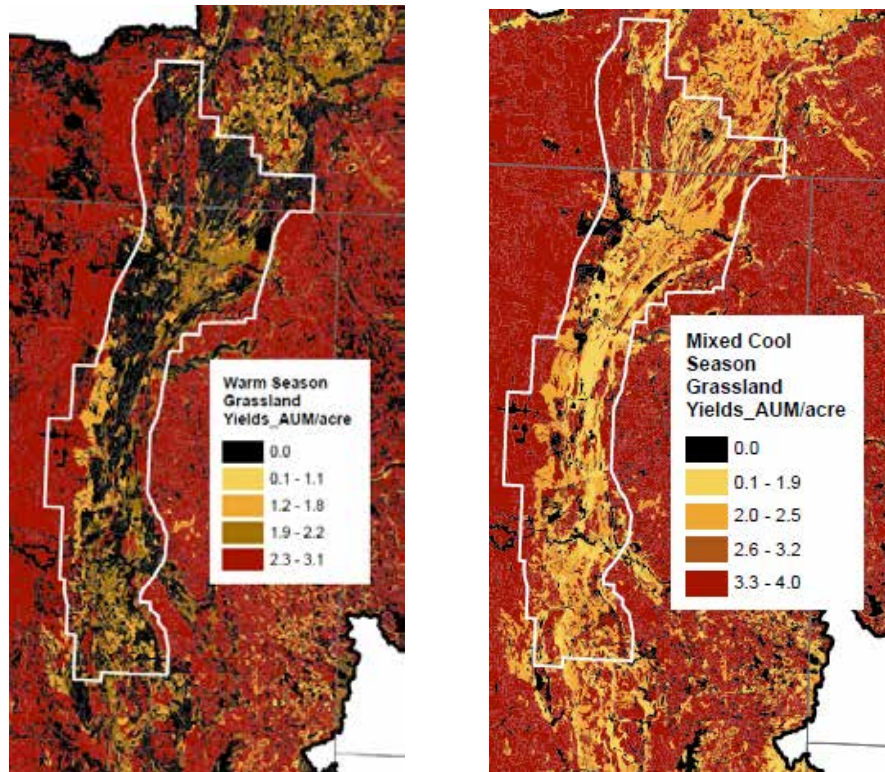 Warm Season
Grassland
Yields_AUM/acre
0.0
0.1 - 1.1
1.2 - 1.8
1.9 - 2.2
2.3 - 3.1
Mixed Cool
Season
Grassland
Yields_AUM/acre
0.0
0.1 - 1.9
2.0 - 2.5
2.6 - 3.2
3.3 - 4.0